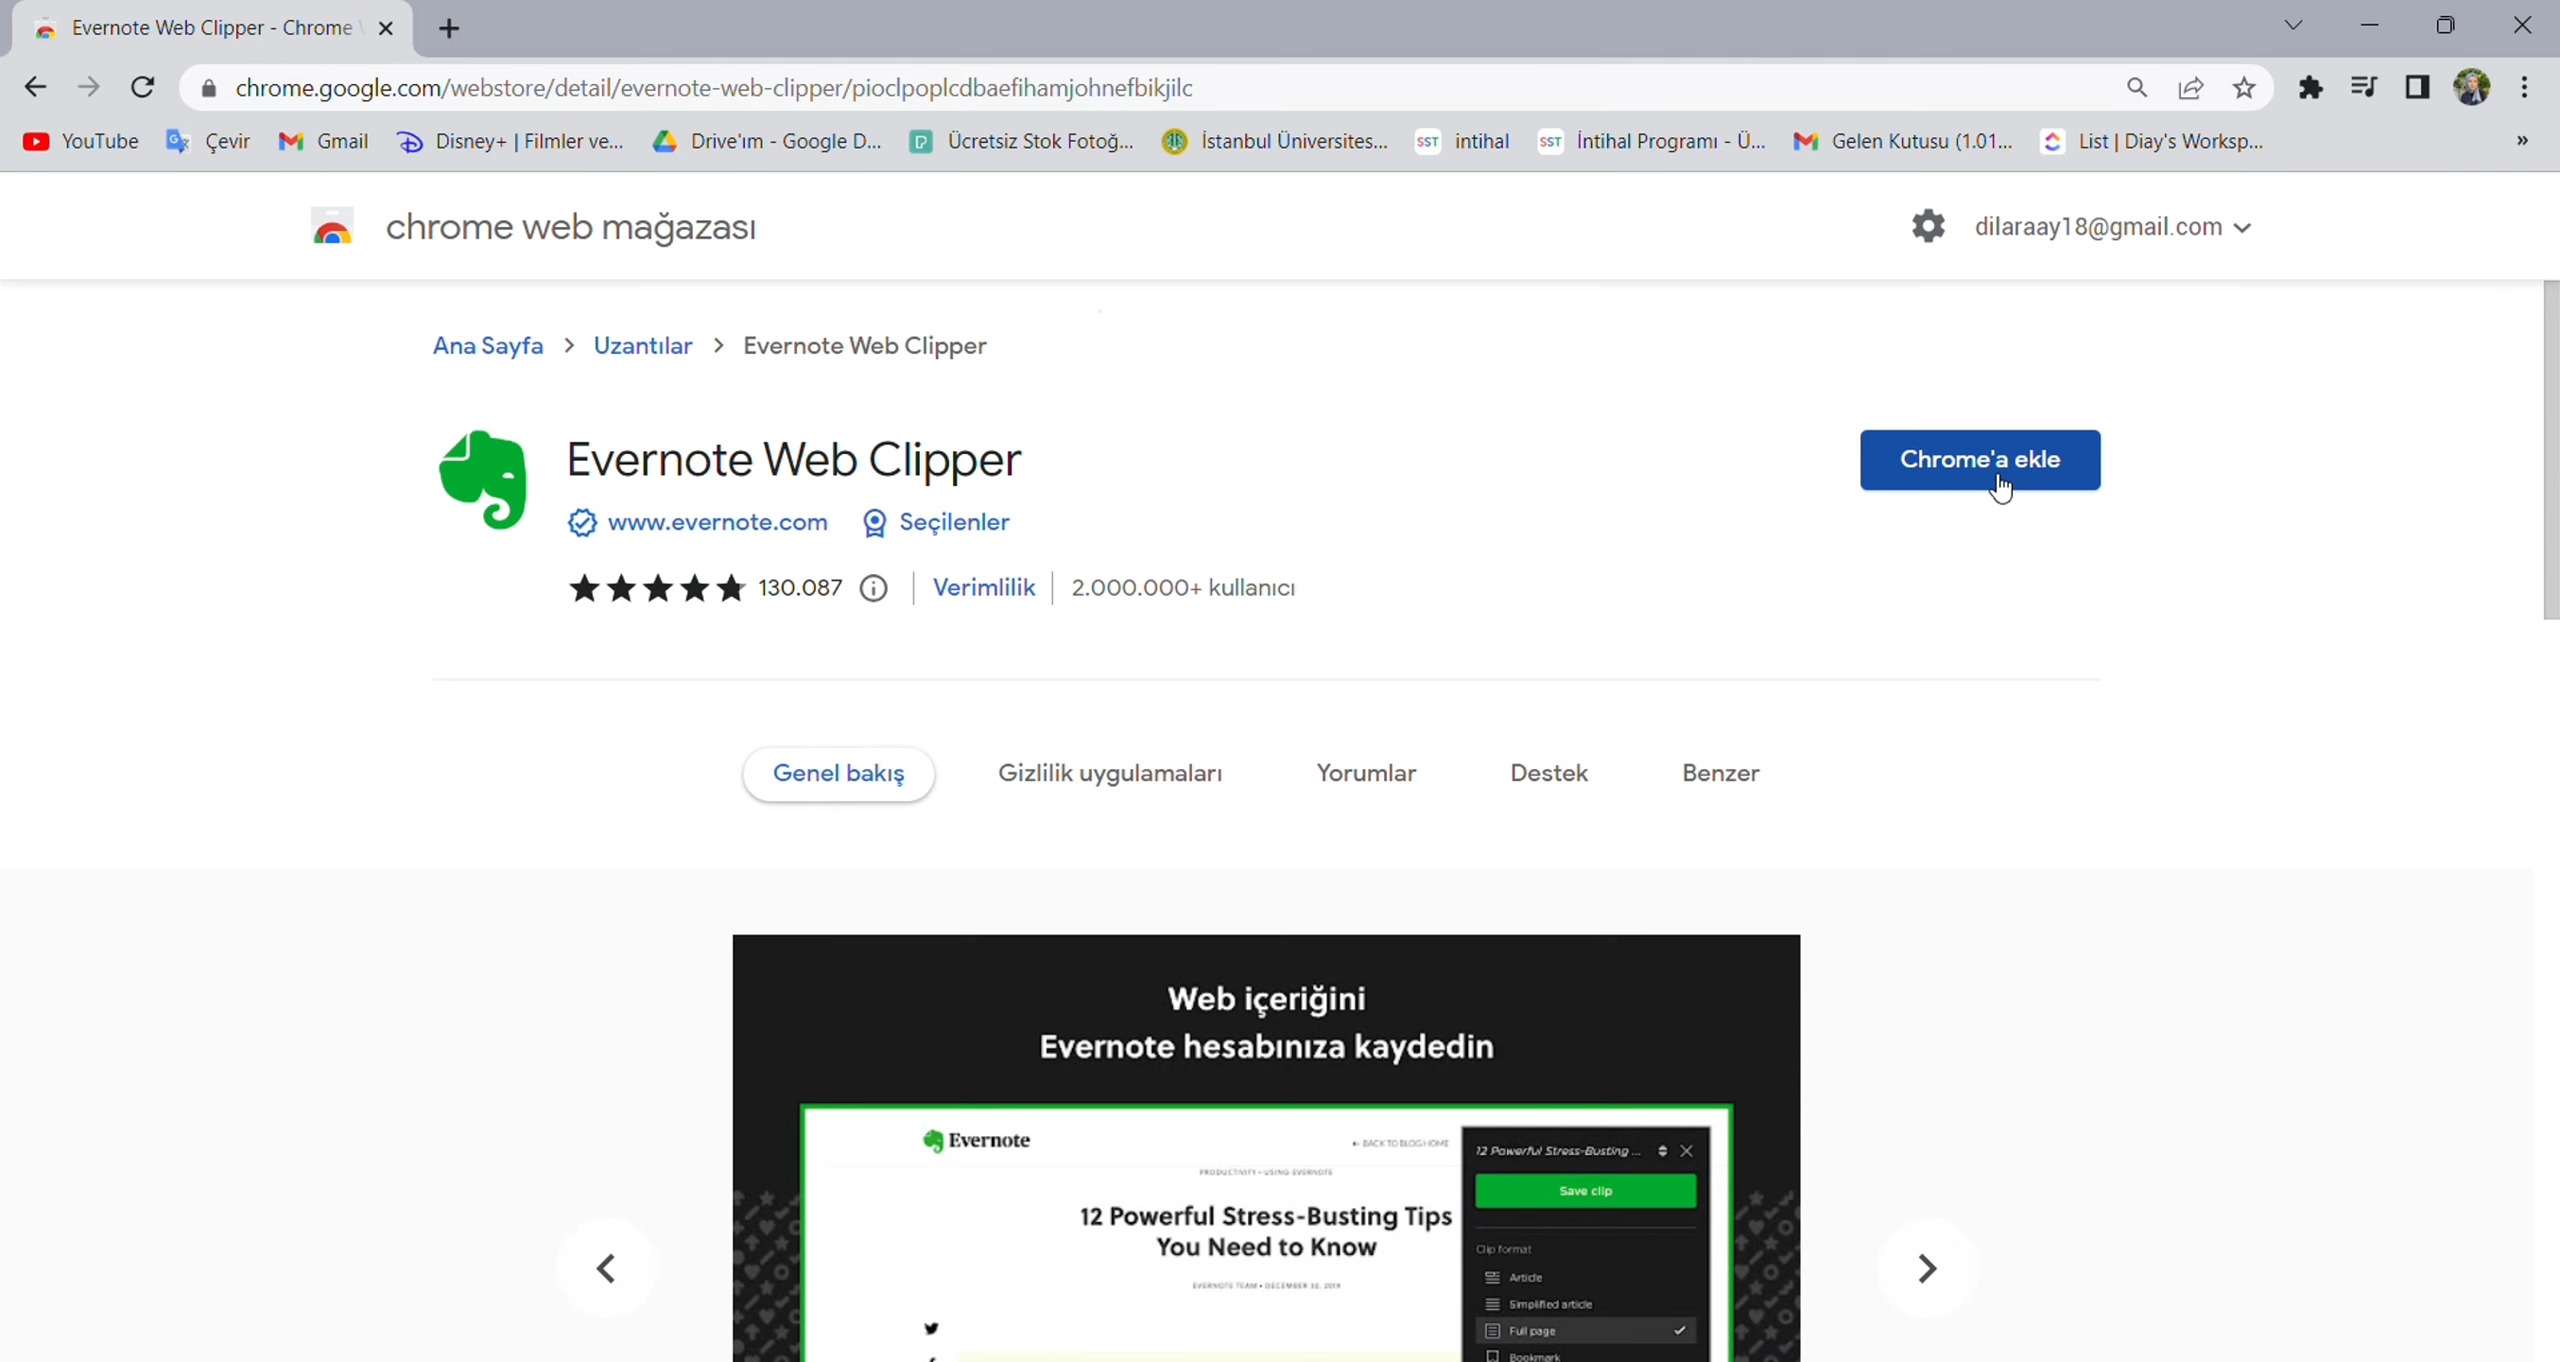 Evernote Web Clipper - Chrome
chrome.google.com/webstore/detail/evernote-web-clipper/pioclpoplcdbaefihamjohnefbikjilc
YouTube Çevir Gmail Disney+ | Filmler ve... Drive'ım - Google D... Ücretsiz Stok Fotoğ... İstanbul Üniversites... SST intihal SST İntihal Programı - Ü... Gelen Kutusu (1.01... List | Diay's Worksp... »
chrome web mağazası
dilaraay18@gmail.com
Ana Sayfa > Uzantılar > Evernote Web Clipper
Evernote Web Clipper
Chrome'a ekle
www.evernote.com Seçilenler
130.087 Verimlilik 2.000.000+ kullanıcı
Genel bakış Gizlilik uygulamaları Yorumlar Destek Benzer
Web içeriğini
Evernote hesabınıza kaydedin
Evernote
← BACK TO BLOG HOME
PRODUCTIVITY • USING EVERNOTE
12 Powerful Stress-Busting Tips
You Need to Know
EVERNOTE TEAM • DECEMBER 30, 2019
12 Powerful Stress-Busting ...
Save clip
Clip format
Article
Simplified article
Full page
Bookmark